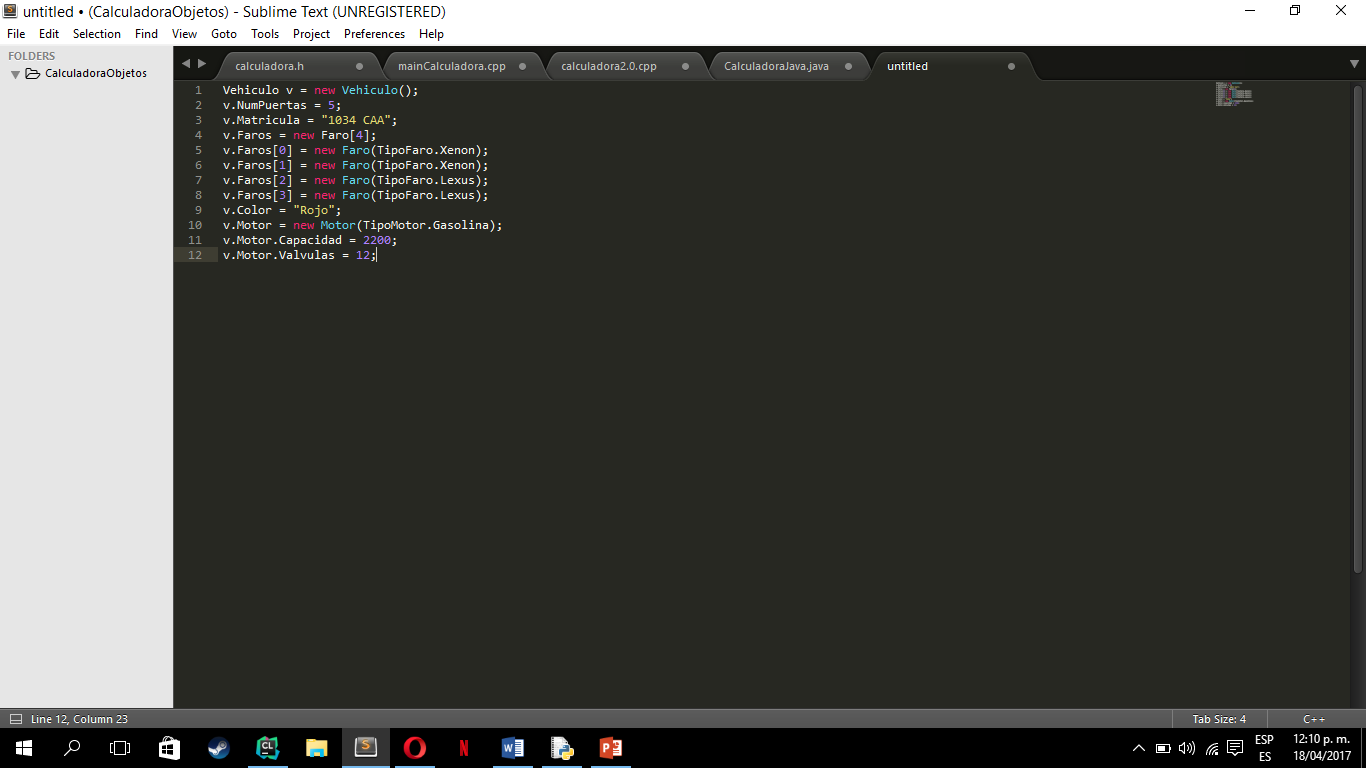 untitled • (CalculadoraObjetos) - Sublime Text (UNREGISTERED)
File Edit Selection Find View Goto Tools Project Preferences Help
FOLDERS
CalculadoraObjetos
calculadora.h mainCalculadora.cpp calculadora2.0.cpp CalculadoraJava.java untitled
1 Vehiculo v = new Vehiculo();
2 v.NumPuertas = 5;
3 v.Matricula = "1034 CAA";
4 v.Faros = new Faro[4];
5 v.Faros[0] = new Faro(TipoFaro.Xenon);
6 v.Faros[1] = new Faro(TipoFaro.Xenon);
7 v.Faros[2] = new Faro(TipoFaro.Lexus);
8 v.Faros[3] = new Faro(TipoFaro.Lexus);
9 v.Color = "Rojo";
10 v.Motor = new Motor(TipoMotor.Gasolina);
11 v.Motor.Capacidad = 2200;
12 v.Motor.Valvulas = 12;
Line 12, Column 23 Tab Size: 4 C++
ESP 12:10 p. m.
ES 18/04/2017